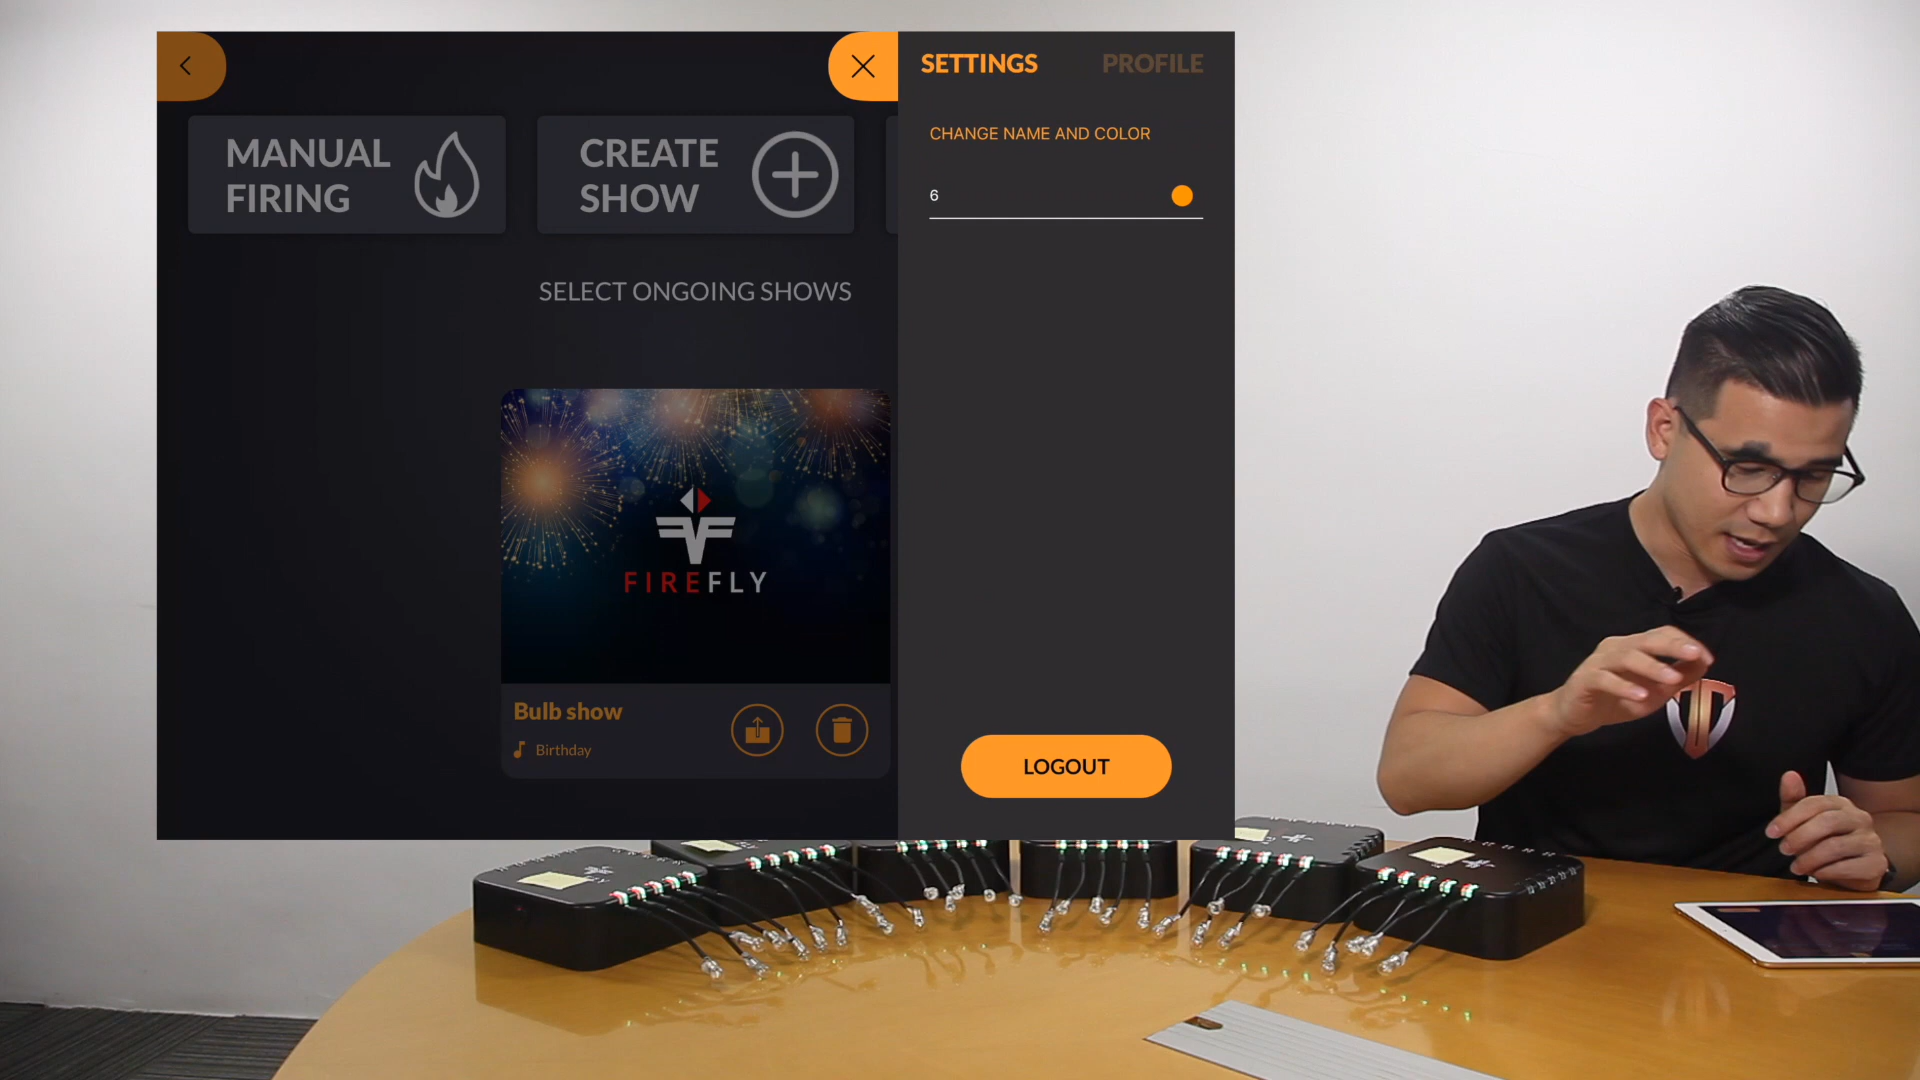 SETTINGS
PROFILE
CHANGE NAME AND COLOR
6
LOGOUT
MANUAL
FIRING
CREATE
SHOW
SELECT ONGOING SHOWS
FIREFLY
Bulb show
Birthday